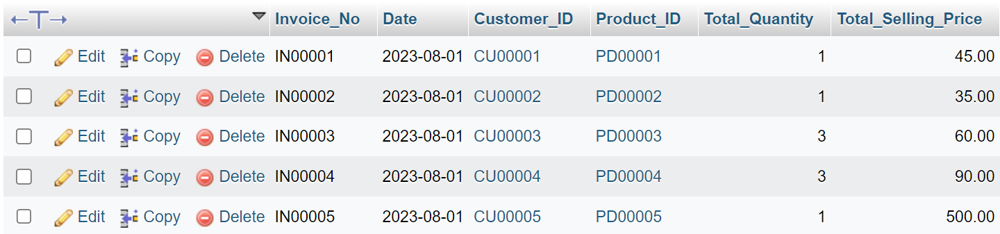 Invoice_No Date Customer_ID Product_ID Total_Quantity Total_Selling_Price
Edit Copy Delete IN00001 2023-08-01 CU00001 PD00001 1 45.00
Edit Copy Delete IN00002 2023-08-01 CU00002 PD00002 1 35.00
Edit Copy Delete IN00003 2023-08-01 CU00003 PD00003 3 60.00
Edit Copy Delete IN00004 2023-08-01 CU00004 PD00004 3 90.00
Edit Copy Delete IN00005 2023-08-01 CU00005 PD00005 1 500.00